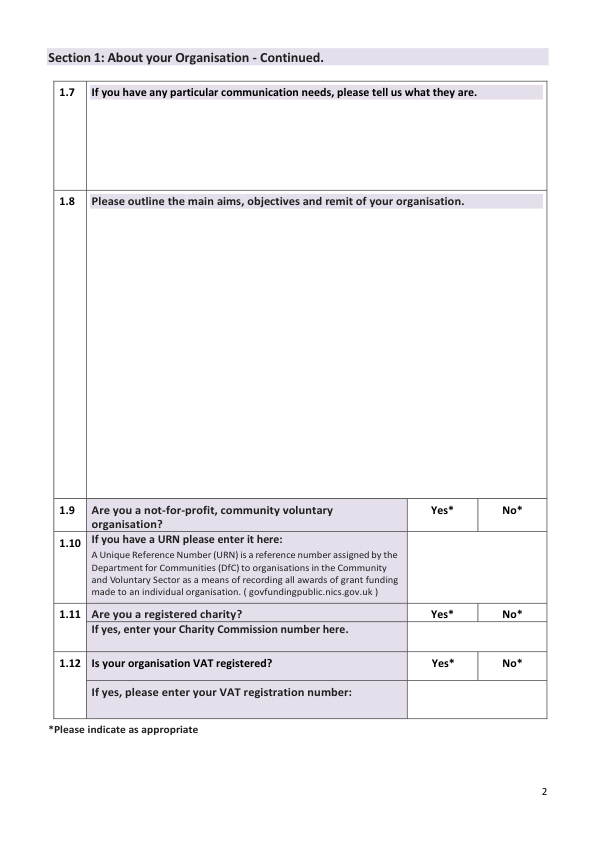 Section 1: About your Organisation - Continued.
1.7 If you have any particular communication needs, please tell us what they are.
1.8 Please outline the main aims, objectives and remit of your organisation.
1.9 Are you a not-for-profit, community voluntary organisation? Yes* No*
1.10 If you have a URN please enter it here:
A Unique Reference Number (URN) is a reference number assigned by the
Department for Communities (DfC) to organisations in the Community
and Voluntary Sector as a means of recording all awards of grant funding
made to an individual organisation. ( govfundingpublic.nics.gov.uk )
1.11 Are you a registered charity? Yes* No*
If yes, enter your Charity Commission number here.
1.12 Is your organisation VAT registered? Yes* No*
If yes, please enter your VAT registration number:
*Please indicate as appropriate
2